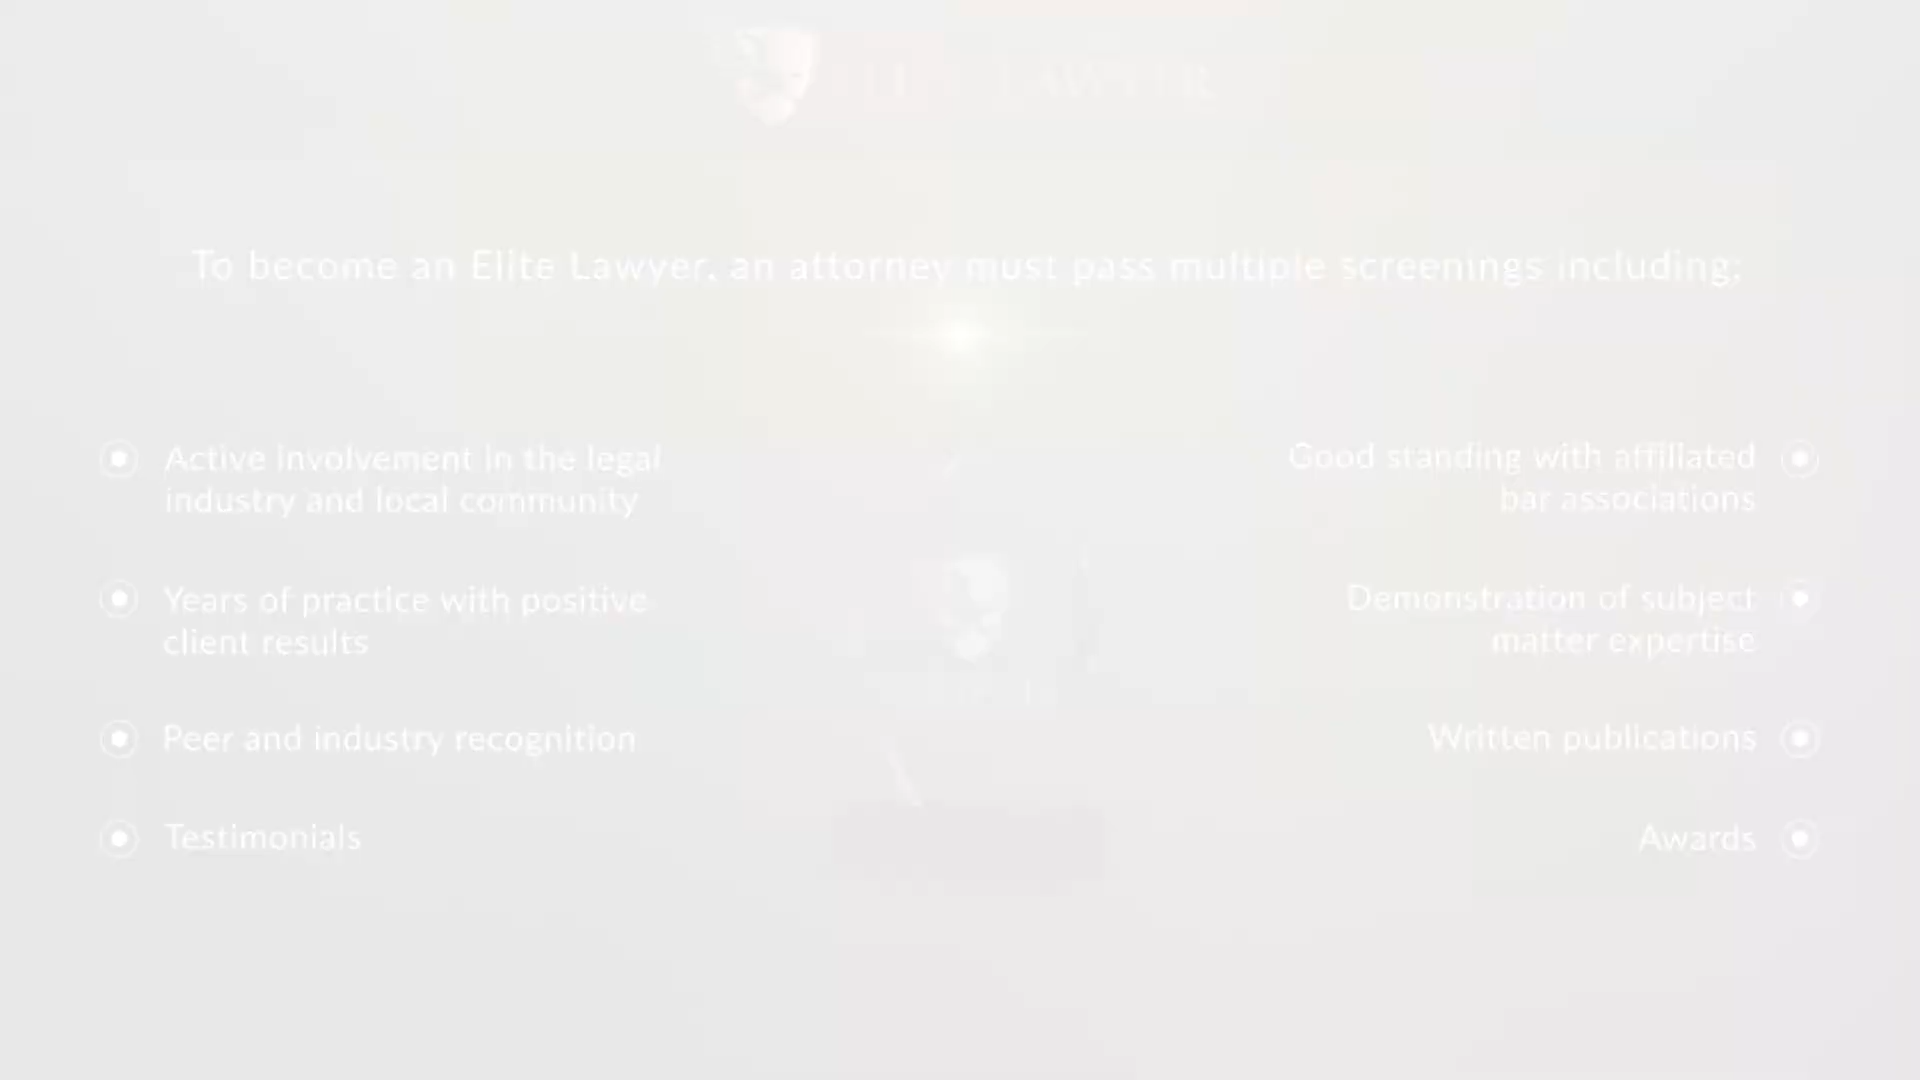 LAWYER
To become an Elite Lawyer, an attorney must pass multiple screenings including:
Active involvement in the legal
industry and local community
Years of practice with positive
client results
Peer and industry recognition
Testimonials
Good standing with affiliated
bar associations
Demonstration of subject
matter expertise
Written publications
Awards